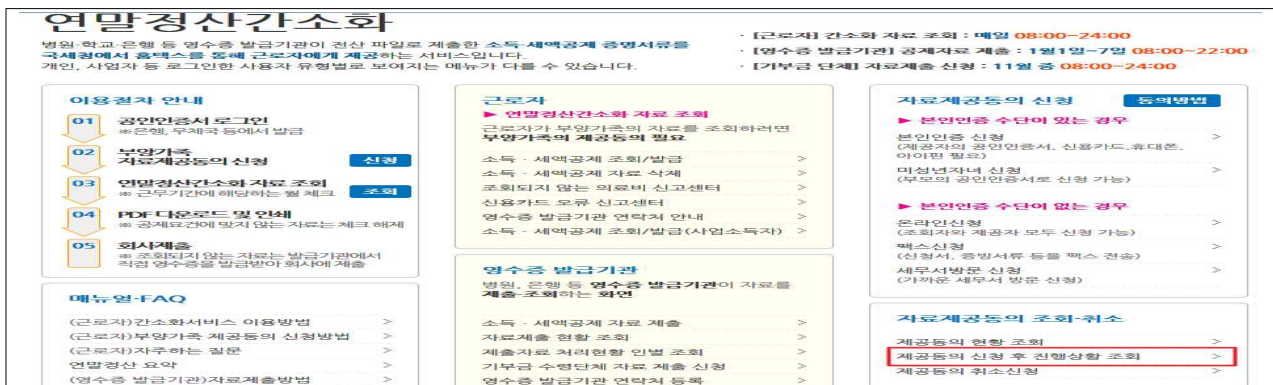 연말정산간소화
병원·학교·은행 등 영수증 발급기관이 전산 파일로 제출한 소득·세액공제 증명서류를
국세청에서 홈택스를 통해 근로자에게 제공하는 서비스입니다.
개인, 사업자 등 로그인한 사용자 유형별로 보여지는 메뉴가 다를 수 있습니다.
· [근로자] 간소화 자료 조회 : 매일 08:00~24:00
· [영수증 발급기관] 공제자료 제출 : 1월1일~7일 08:00~22:00
· [기부금 단체] 자료제출 신청 : 11월 중 08:00~24:00
이용절차 안내
01 공인인증서 로그인
※은행, 우체국 등에서 발급
02 부양가족
자료제공동의 신청 신청
03 연말정산간소화 자료 조회
※ 근무기간에 해당하는 월 체크 조회
04 PDF 다운로드 및 인쇄
※ 공제요건에 맞지 않는 자료는 체크 해제
05 회사제출
※ 조회되지 않는 자료는 발급기관에서
직접 영수증을 발급받아 회사에 제출
매뉴얼·FAQ
(근로자)간소화서비스 이용방법 >
(근로자)부양가족 제공동의 신청방법 >
(근로자)자주하는 질문 >
연말정산 요약 >
(영수증 발급기관)자료제출방법 >
근로자
▶ 연말정산간소화 자료 조회
근로자가 부양가족의 자료를 조회하려면
부양가족의 제공동의 필요
소득 · 세액공제 조회/발급 >
소득 · 세액공제 자료 삭제 >
조회되지 않는 의료비 신고센터 >
신용카드 오류 신고센터 >
영수증 발급기관 연락처 안내 >
소득 · 세액공제 조회/발급(사업소득자) >
영수증 발급기관
병원, 은행 등 영수증 발급기관이 자료를
제출·조회하는 화면
소득 · 세액공제 자료 제출 >
자료제출 현황 조회 >
제출자료 처리현황 인별 조회 >
기부금 수령단체 자료 제출 신청 >
영수증 발급기관 연락처 등록 >
자료제공동의 신청 동의방법
▶ 본인인증 수단이 있는 경우
본인인증 신청 >
(제공자의 공인인증서, 신용카드,휴대폰,
아이핀 필요)
미성년자녀 신청 >
(부모의 공인인증서로 신청 가능)
▶ 본인인증 수단이 없는 경우
온라인신청 >
(조회자와 제공자 모두 신청 가능)
팩스신청 >
(신청서, 증빙서류 등을 팩스 전송)
세무서방문 신청 >
(가까운 세무서 방문 신청)
자료제공동의 조회·취소
제공동의 현황 조회 >
제공동의 신청 후 진행상황 조회 >
제공동의 취소신청 >